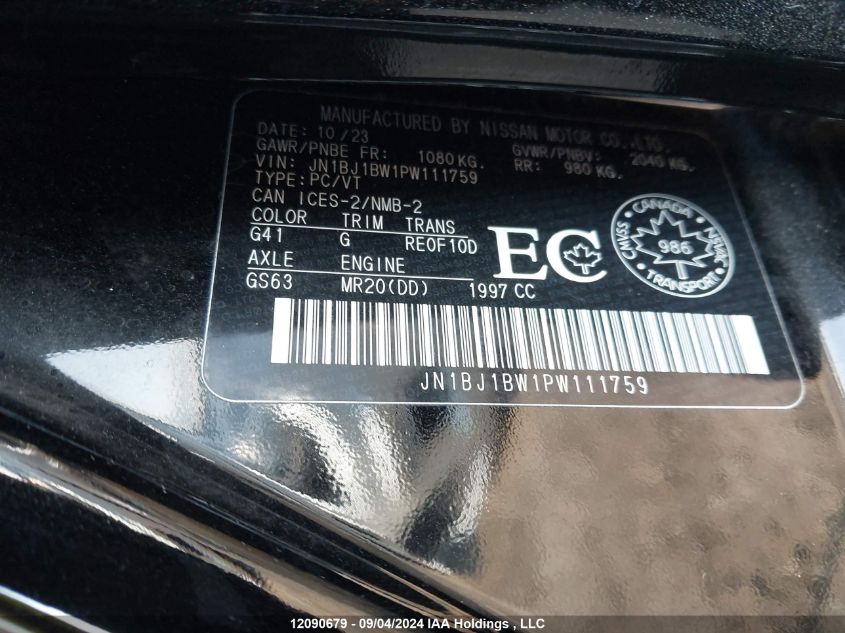 MANUFACTURED BY NISSAN MOTOR CO.,LTD.
DATE: 10/23
GAWR/PNBE FR: 1080 KG. GVWR/PNBV: 2040 KG.
VIN: JN1BJ1BW1PW111759 RR: 980 KG.
TYPE:PC/VT
CAN ICES-2/NMB-2
COLOR TRIM TRANS
G41 G RE0F10D
AXLE ENGINE
GS63 MR20(DD) 1997 CC
EC
CANADA
CMVSS 986 NSVAC
TRANSPORT
JN1BJ1BW1PW111759
12090679 - 09/04/2024 IAA Holdings , LLC